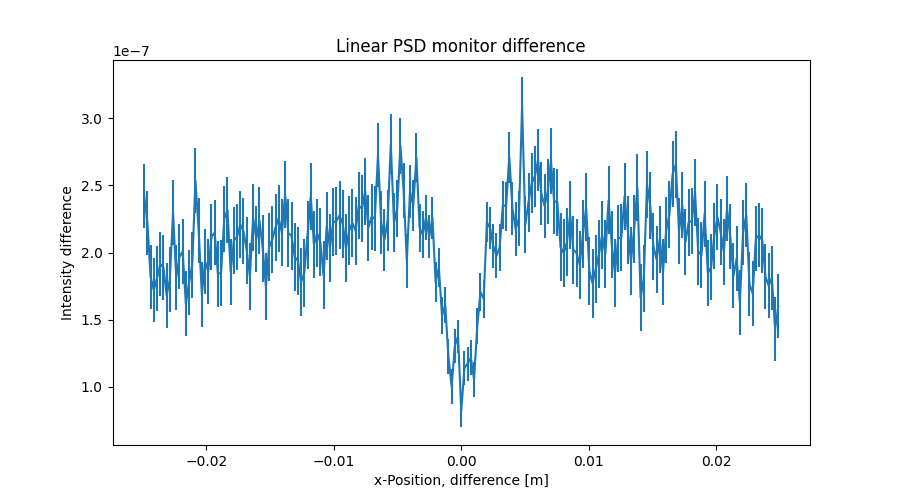 Linear PSD monitor difference
1e−7
3.0
2.5
2.0
1.5
1.0
Intensity difference
−0.02 −0.01 0.00 0.01 0.02
x-Position, difference [m]